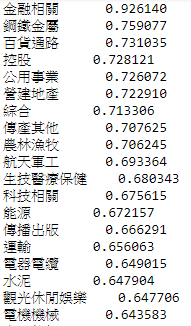 金融相關 0.926140
鋼鐵金屬 0.759077
百貨通路 0.731035
控股 0.728121
公用事業 0.726072
營建地產 0.722910
綜合 0.713306
傳產其他 0.707625
農林漁牧 0.706245
航天軍工 0.693364
生技醫療保健 0.680343
科技相關 0.675615
能源 0.672157
傳播出版 0.666291
運輸 0.656063
電器電纜 0.649015
水泥 0.647904
觀光休閒娛樂 0.647706
電機機械 0.643583